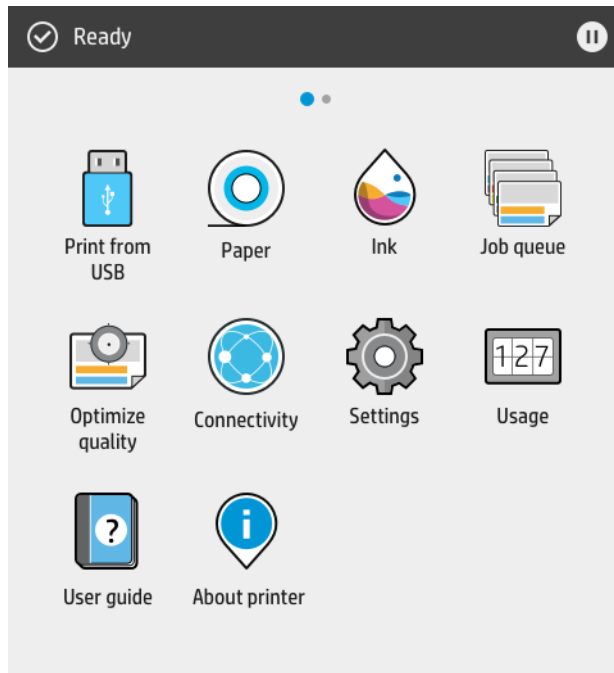 Ready
Print from
USB
Paper
Ink
Job queue
Optimize
quality
Connectivity
Settings
127
Usage
?
User guide
i
About printer